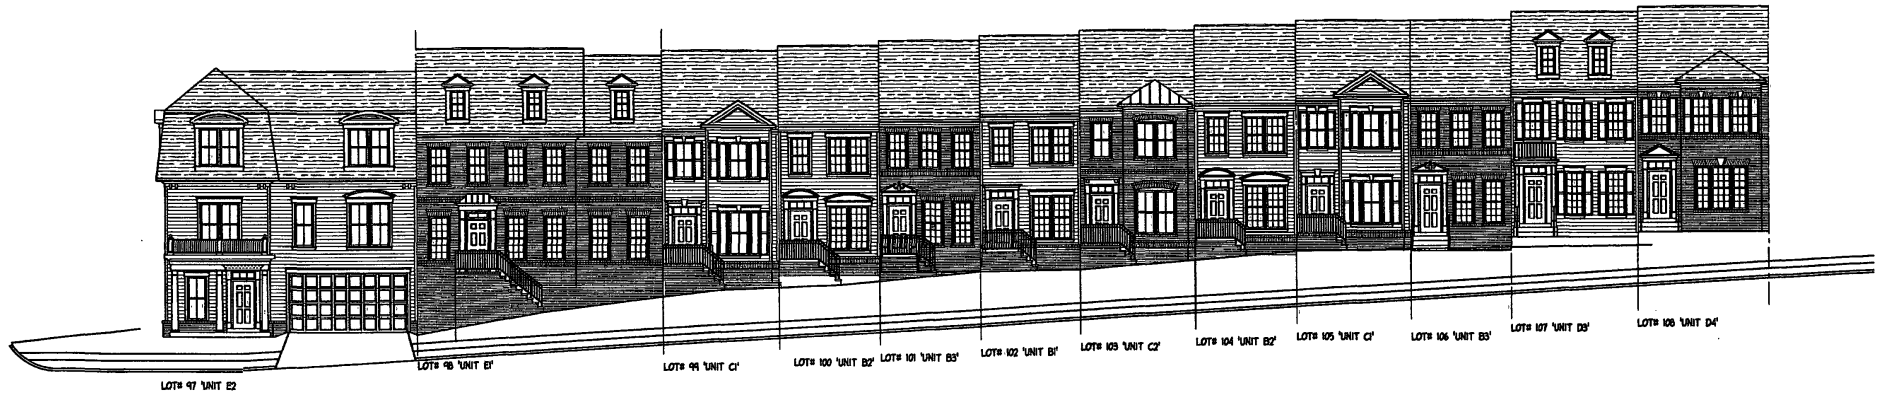 LOT# 97 'UNIT E2
LOT# 98 'UNIT E1'
LOT# 99 'UNIT C1'
LOT# 100 'UNIT B2'
LOT# 101 'UNIT B3'
LOT# 102 'UNIT B1'
LOT# 103 'UNIT C2'
LOT# 104 'UNIT B2'
LOT# 105 'UNIT C1'
LOT# 106 'UNIT B3'
LOT# 107 'UNIT D3'
LOT# 108 'UNIT D4'